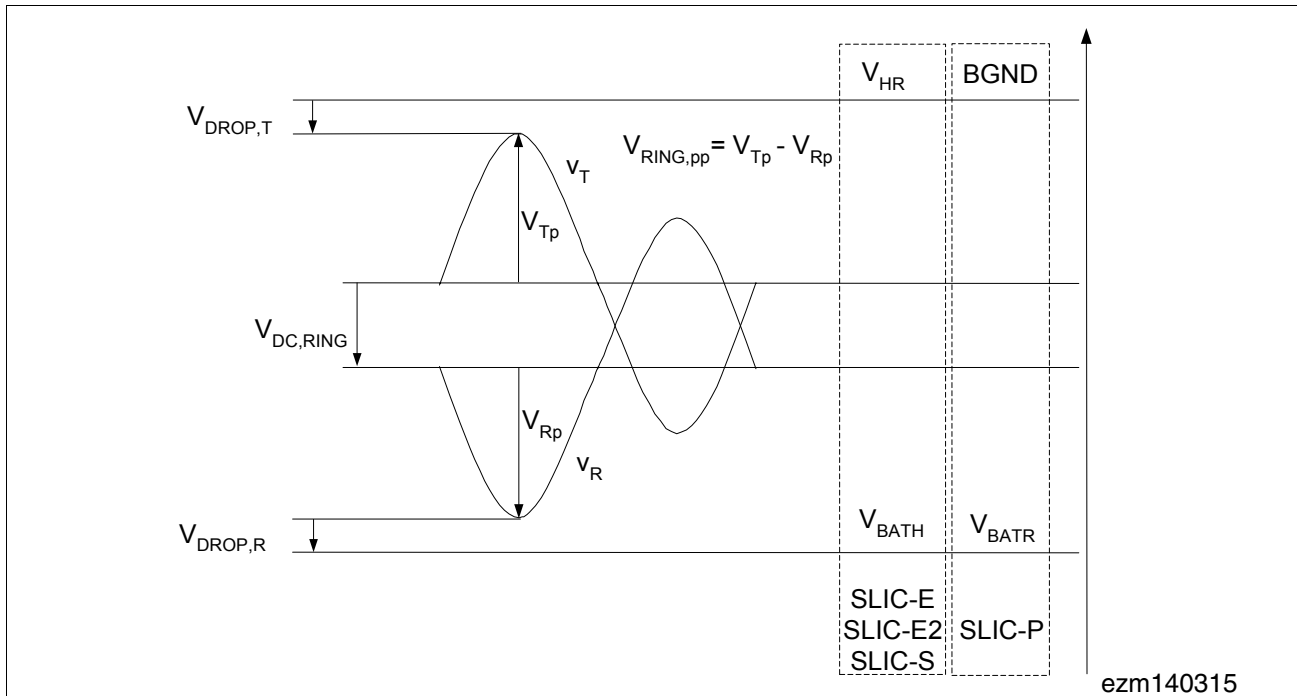 V_HR BGND
V_DROP,T
V_RING,pp = V_Tp - V_Rp
v_T
V_Tp
V_DC,RING
V_Rp
v_R
V_DROP,R
V_BATH V_BATR
SLIC-E
SLIC-E2 SLIC-P
SLIC-S
ezm140315